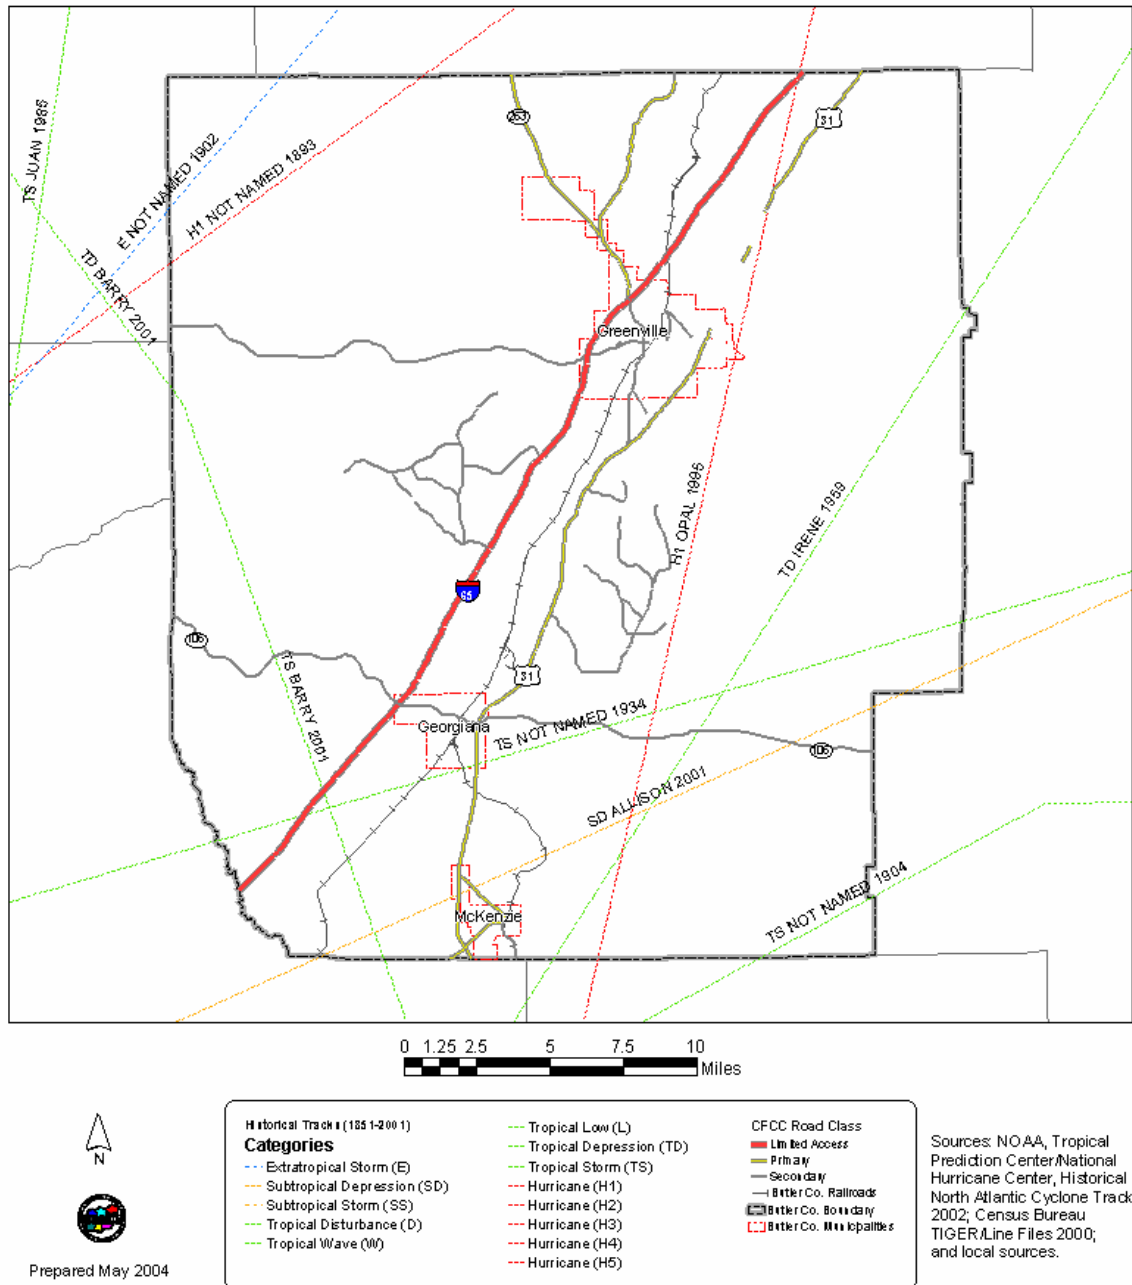 TS JUAN 1985
E NOT NAMED 1902
H1 NOT NAMED 1893
TD BARRY 2001
263
31
Greenville
H1 OPAL 1995
TD IRENE 1959
65
106
TS BARRY 2001
31
Georgiana
TS NOT NAMED 1934
106
SD ALLISON 2001
TS NOT NAMED 1904
McKenzie
0 1.25 2.5 5 7.5 10
Miles
N
Prepared May 2004
Historical Tracks (1851-2001)
Categories
Extratropical Storm (E)
Subtropical Depression (SD)
Subtropical Storm (SS)
Tropical Disturbance (D)
Tropical Wave (W)
Tropical Low (L)
Tropical Depression (TD)
Tropical Storm (TS)
Hurricane (H1)
Hurricane (H2)
Hurricane (H3)
Hurricane (H4)
Hurricane (H5)
CFCC Road Class
Limited Access
Primary
Secondary
Butler Co. Railroads
Butler Co. Boundary
Butler Co. Municipalities
Sources: NOAA, Tropical
Prediction Center/National
Hurricane Center, Historical
North Atlantic Cyclone Track
2002; Census Bureau
TIGER/Line Files 2000;
and local sources.